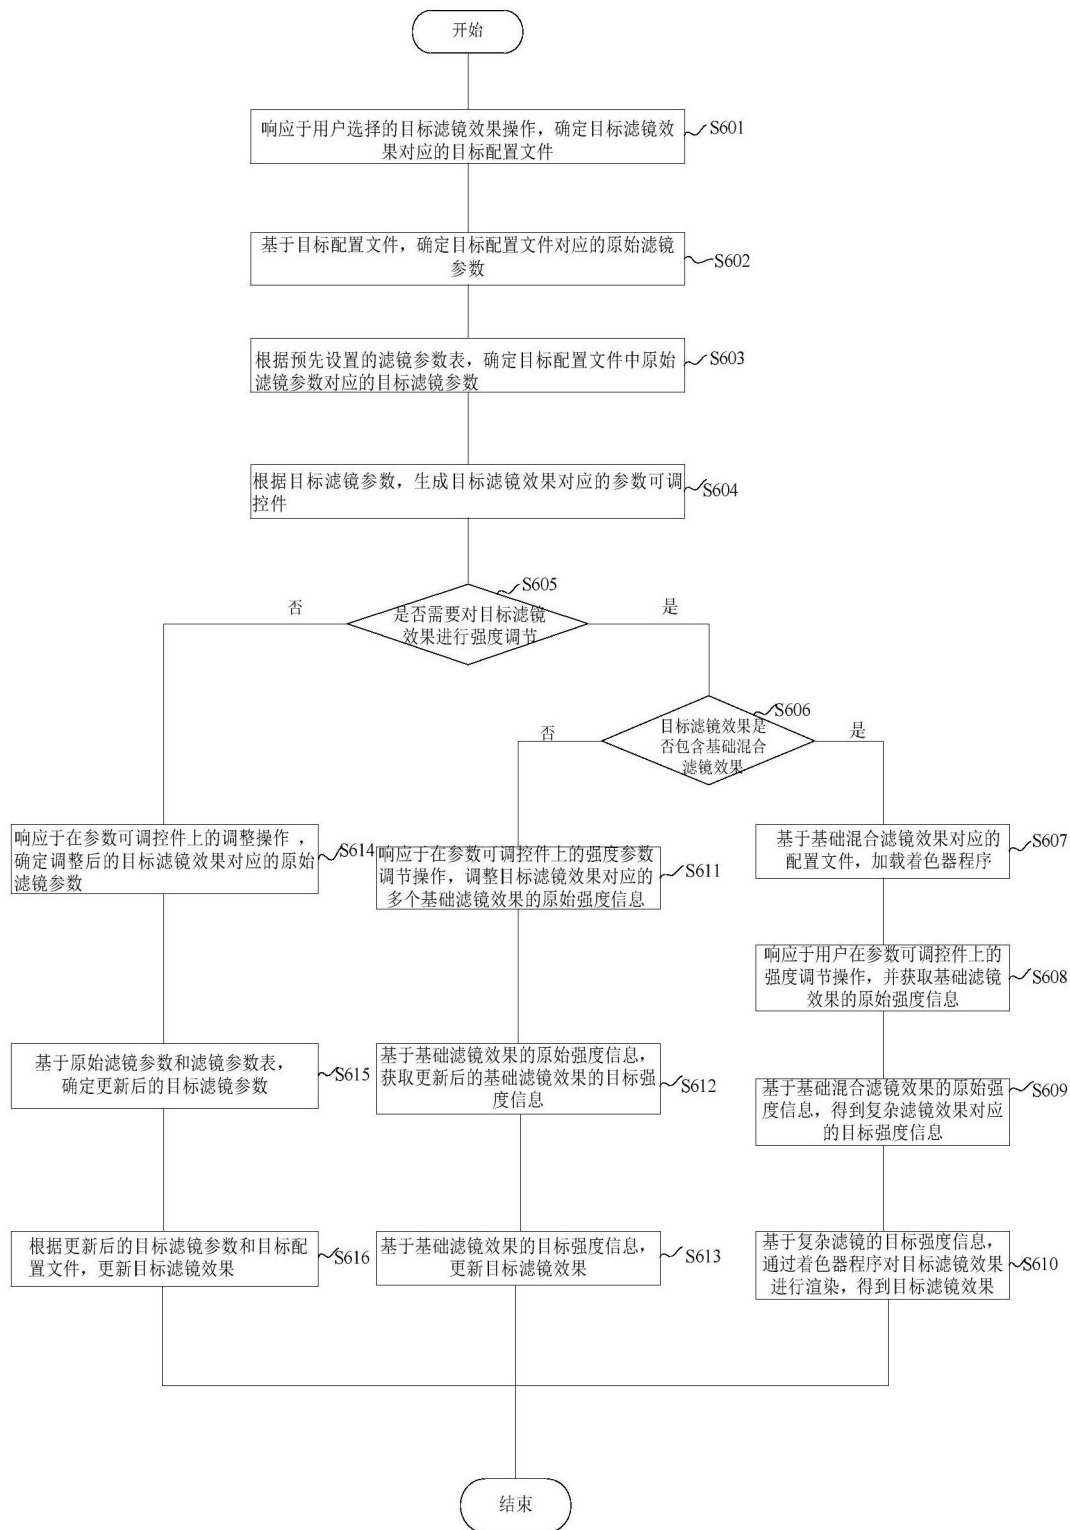 开始
响应于用户选择的目标滤镜效果操作，确定目标滤镜效
果对应的目标配置文件
S601
基于目标配置文件，确定目标配置文件对应的原始滤镜
参数
S602
根据预先设置的滤镜参数表，确定目标配置文件中原始
滤镜参数对应的目标滤镜参数
S603
根据目标滤镜参数，生成目标滤镜效果对应的参数可调
控件
S604
S605
是否需要对目标滤镜
效果进行强度调节
否
是
S606
目标滤镜效果是
否包含基础混合
滤镜效果
否
是
响应于在参数可调控件上的调整操作，
确定调整后的目标滤镜效果对应的原始
滤镜参数
S614
响应于在参数可调控件上的强度参数
调节操作，调整目标滤镜效果对应的
多个基础滤镜效果的原始强度信息
S611
基于基础混合滤镜效果对应的
配置文件，加载着色器程序
S607
响应于用户在参数可调控件上的
强度调节操作，并获取基础滤镜
效果的原始强度信息
S608
基于原始滤镜参数和滤镜参数表，
确定更新后的目标滤镜参数
S615
基于基础滤镜效果的原始强度信息，
获取更新后的基础滤镜效果的目标强
度信息
S612
基于基础混合滤镜效果的原始强
度信息，得到复杂滤镜效果对应
的目标强度信息
S609
根据更新后的目标滤镜参数和目标配
置文件，更新目标滤镜效果
S616
基于基础滤镜效果的目标强度信息，
更新目标滤镜效果
S613
基于复杂滤镜的目标强度信息，
通过着色器程序对目标滤镜效果
进行渲染，得到目标滤镜效果
S610
结束